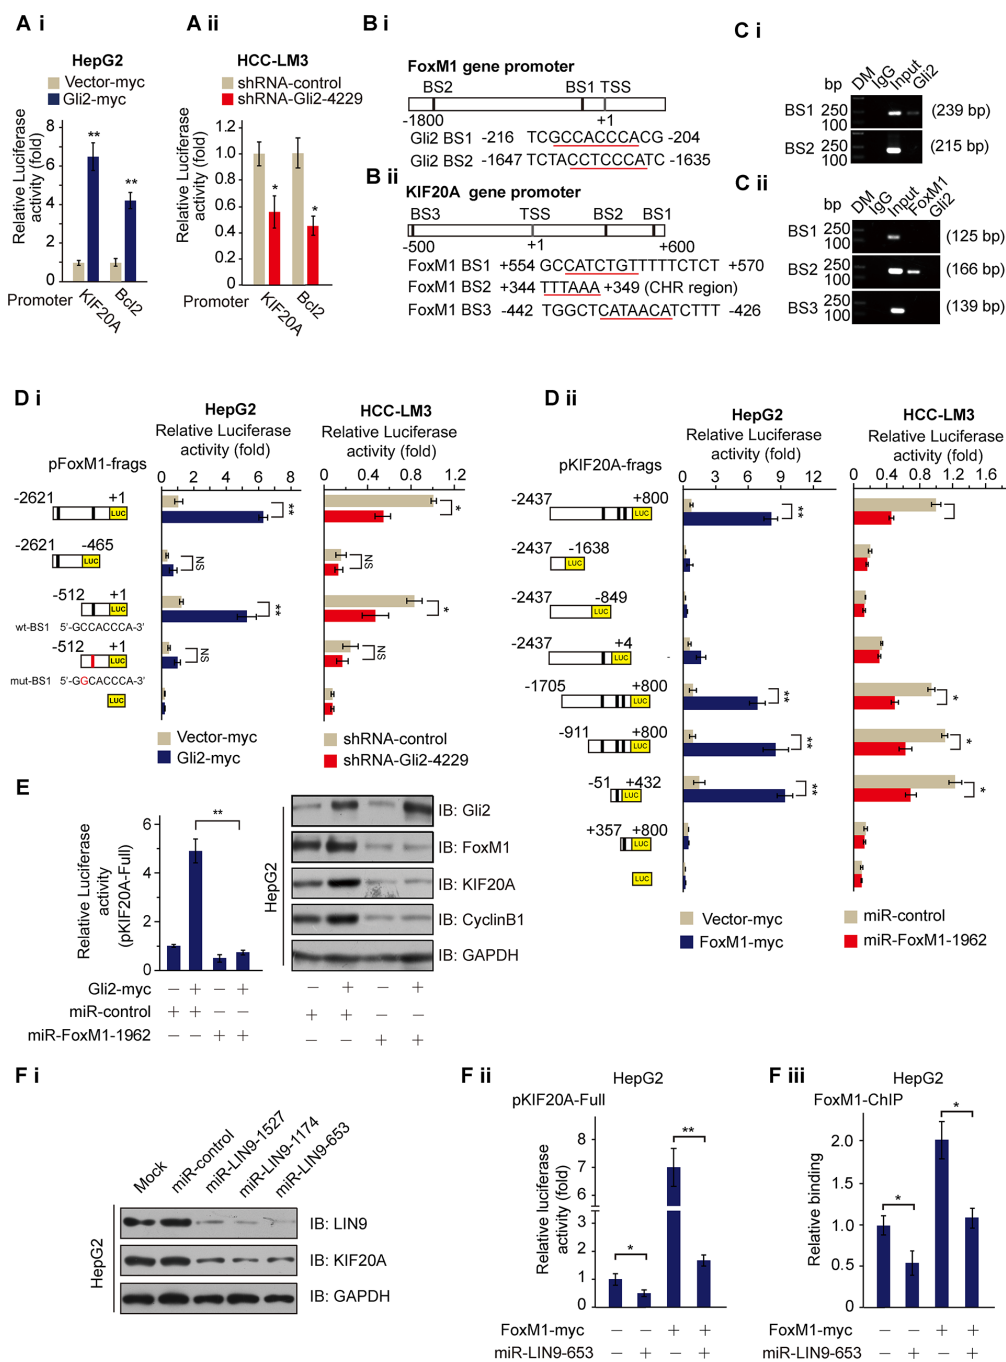 A i
HepG2
Vector-myc
Gli2-myc
Relative Luciferase activity (fold)
8
6
4
2
0
**
**
Promoter
KIF20A
Bcl2
A ii
HCC-LM3
shRNA-control
shRNA-Gli2-4229
Relative Luciferase activity (fold)
1.2
1.0
0.8
0.6
0.4
0.2
0
*
*
Promoter
KIF20A
Bcl2
B i
FoxM1 gene promoter
BS2 BS1 TSS
-1800 +1
Gli2 BS1 -216 TCGCCACCCACG -204
Gli2 BS2 -1647 TCTACCTCCCATC -1635
B ii
KIF20A gene promoter
BS3 TSS BS2 BS1
-500 +1 +600
FoxM1 BS1 +554 GCCATCTGTTTTTCTCT +570
FoxM1 BS2 +344 TTTAAA +349 (CHR region)
FoxM1 BS3 -442 TGGCTCATAACATCTTT -426
C i
bp DM IgG Input Gli2
BS1 250 100 (239 bp)
BS2 250 100 (215 bp)
C ii
bp DM IgG Input FoxM1 Gli2
BS1 250 100 (125 bp)
BS2 250 100 (166 bp)
BS3 250 100 (139 bp)
D i
HepG2
Relative Luciferase activity (fold)
0 2 4 6 8
HCC-LM3
Relative Luciferase activity (fold)
0 0.4 0.8 1.2
pFoxM1-frags
-2621 +1
LUC
** *
-2621 -465
LUC
NS NS
-512 +1
LUC
** *
wt-BS1 5'-GCCACCCA-3'
-512 +1
LUC
NS NS
mut-BS1 5'-GGCACCCA-3'
LUC
Vector-myc
Gli2-myc
shRNA-control
shRNA-Gli2-4229
D ii
HepG2
Relative Luciferase activity (fold)
0 3 6 9 12
HCC-LM3
Relative Luciferase activity (fold)
0 0.4 0.8 1.2 1.6
pKIF20A-frags
-2437 +800
LUC
**
-2437 -1638
LUC
-2437 -849
LUC
-2437 +4
LUC
-1705 +800
LUC
** *
-911 +800
LUC
** *
-51 +432
LUC
** *
+357 +800
LUC
LUC
Vector-myc
FoxM1-myc
miR-control
miR-FoxM1-1962
E
Relative Luciferase activity (pKIF20A-Full)
6
4
2
0
**
Gli2-myc − + − +
miR-control + + − −
miR-FoxM1-1962 − − + +
HepG2
IB: Gli2
IB: FoxM1
IB: KIF20A
IB: CyclinB1
IB: GAPDH
− + − +
+ + − −
− − + +
F i
Mock
miR-control
miR-LIN9-1527
miR-LIN9-1174
miR-LIN9-653
HepG2
IB: LIN9
IB: KIF20A
IB: GAPDH
F ii
HepG2
pKIF20A-Full
Relative luciferase activity (fold)
8
7
6
4
3
2
1
0
*
**
FoxM1-myc − − + +
miR-LIN9-653 − + − +
F iii
HepG2
FoxM1-ChIP
Relative binding
2.0
1.5
1.0
0.5
0
*
*
− − + +
− + − +